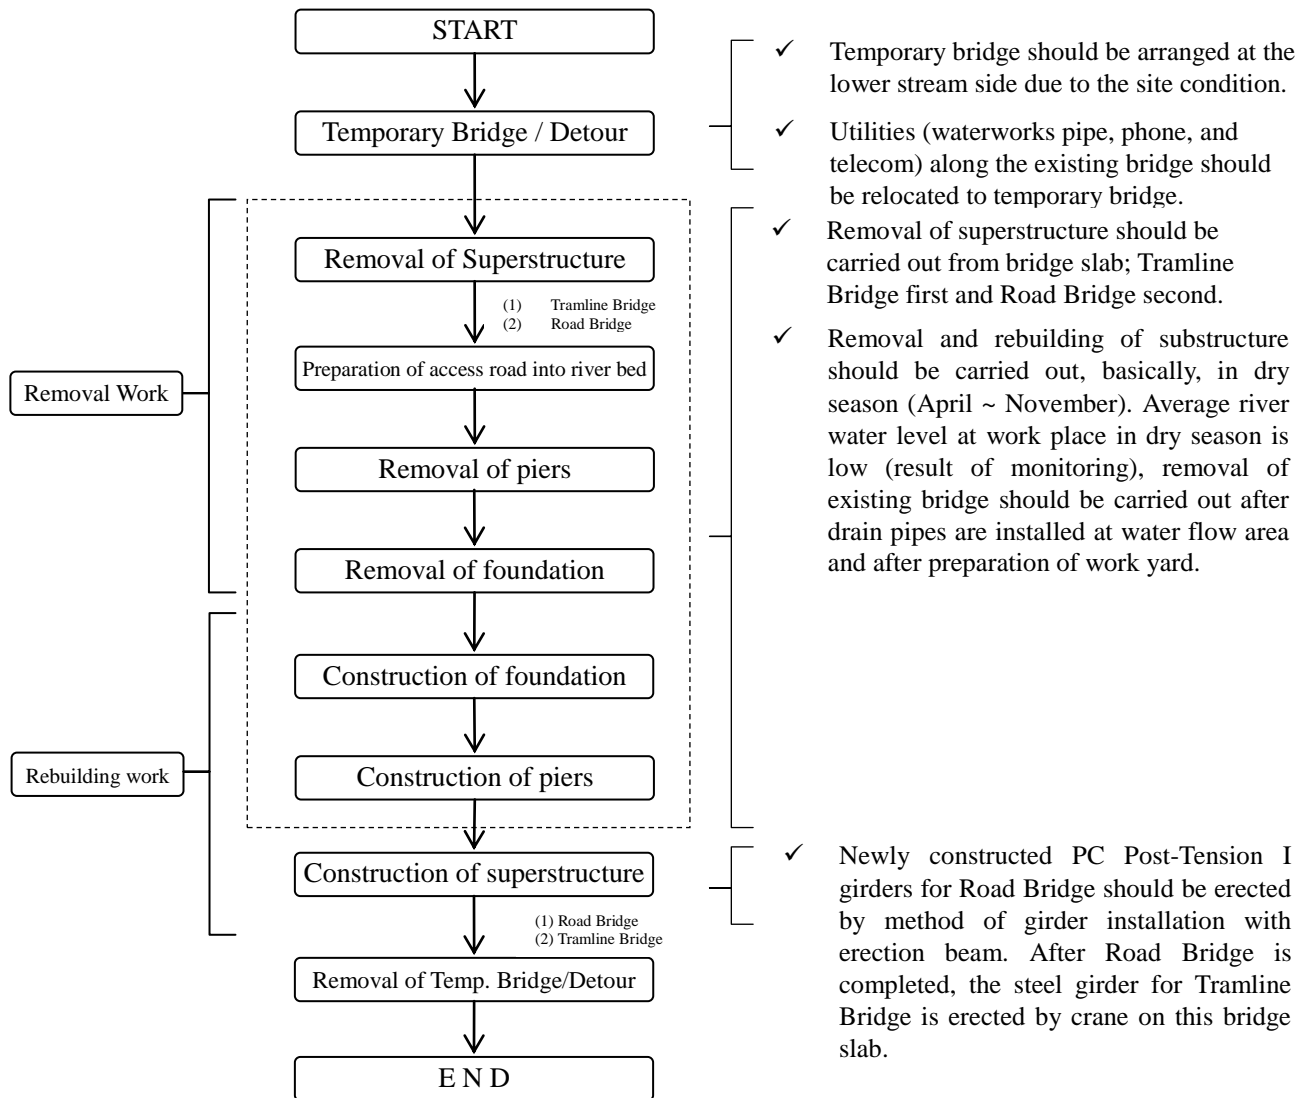 START
Temporary Bridge / Detour
✓ Temporary bridge should be arranged at the
lower stream side due to the site condition.
✓ Utilities (waterworks pipe, phone, and
telecom) along the existing bridge should
be relocated to temporary bridge.
Removal of Superstructure
(1) Tramline Bridge
(2) Road Bridge
✓ Removal of superstructure should be
carried out from bridge slab; Tramline
Bridge first and Road Bridge second.
Preparation of access road into river bed
Removal Work
Removal of piers
Removal of foundation
✓ Removal and rebuilding of substructure
should be carried out, basically, in dry
season (April ~ November). Average river
water level at work place in dry season is
low (result of monitoring), removal of
existing bridge should be carried out after
drain pipes are installed at water flow area
and after preparation of work yard.
Construction of foundation
Rebuilding work
Construction of piers
Construction of superstructure
(1) Road Bridge
(2) Tramline Bridge
✓ Newly constructed PC Post-Tension I
girders for Road Bridge should be erected
by method of girder installation with
erection beam. After Road Bridge is
completed, the steel girder for Tramline
Bridge is erected by crane on this bridge
slab.
Removal of Temp. Bridge/Detour
E N D